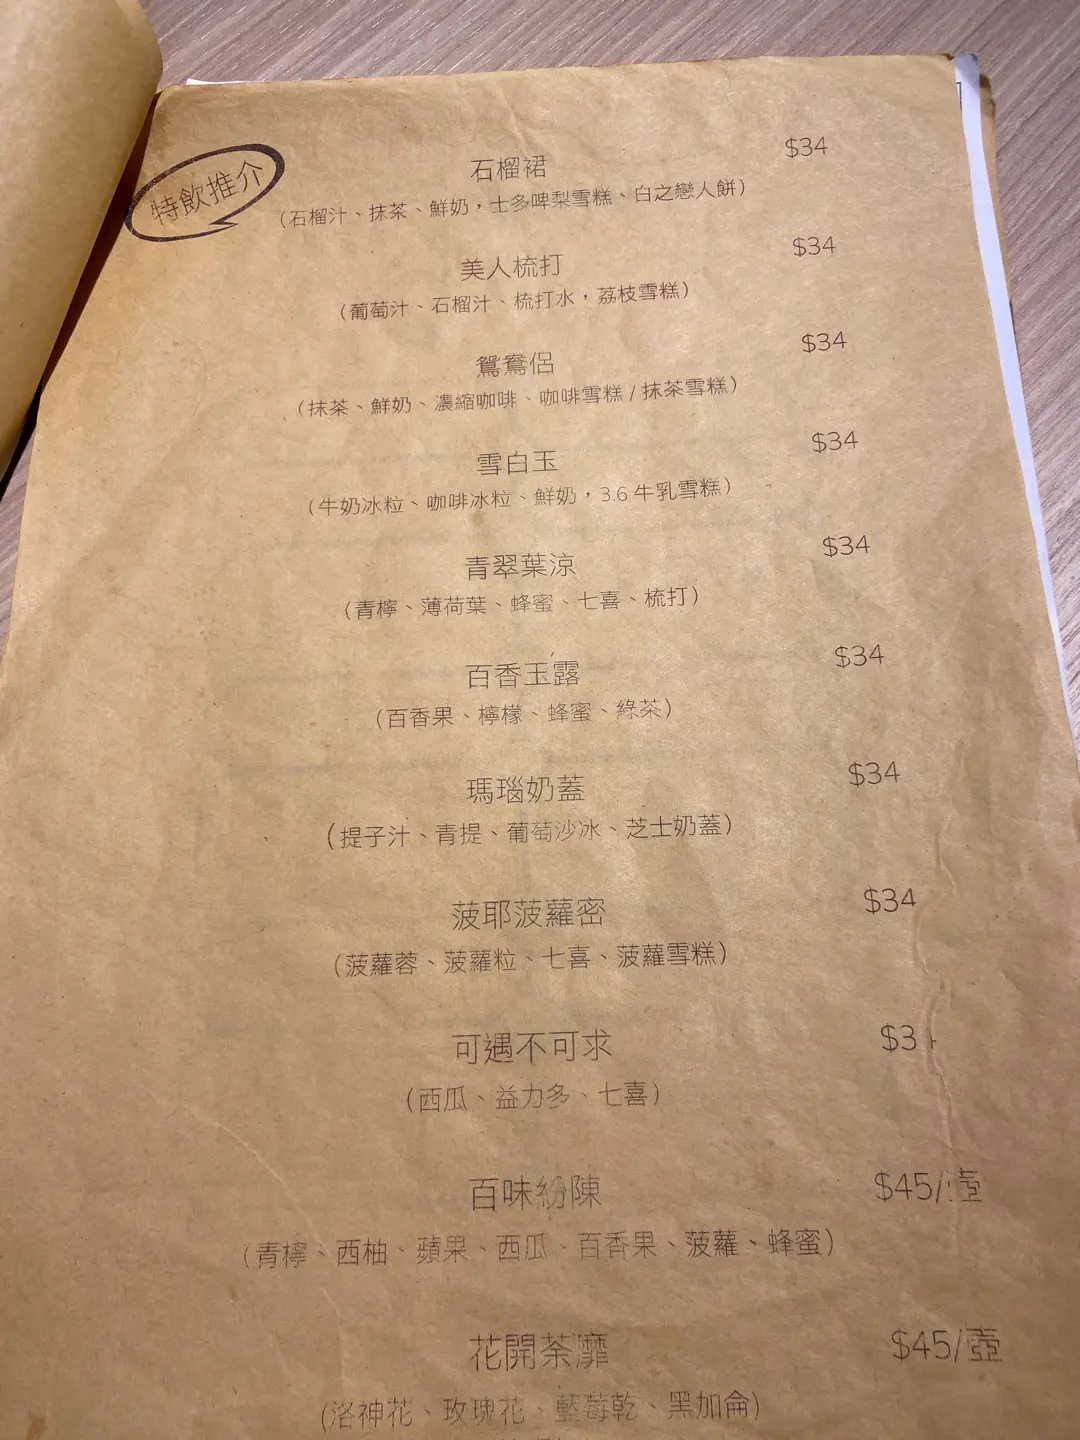 特飲推介
石榴裙 $34
(石榴汁、抹茶、鮮奶，士多啤梨雪糕、白之戀人餅)
美人梳打 $34
(葡萄汁、石榴汁、梳打水，荔枝雪糕)
鴛鴦侶 $34
(抹茶、鮮奶、濃縮咖啡、咖啡雪糕 / 抹茶雪糕)
雪白玉 $34
(牛奶冰粒、咖啡冰粒、鮮奶，3.6 牛乳雪糕)
青翠葉涼 $34
(青檸、薄荷葉、蜂蜜、七喜、梳打)
百香玉露 $34
(百香果、檸檬、蜂蜜、綠茶)
瑪瑙奶蓋 $34
(提子汁、青提、葡萄沙冰、芝士奶蓋)
菠耶菠蘿密 $34
(菠蘿蓉、菠蘿粒、七喜、菠蘿雪糕)
可遇不可求 $34
(西瓜、益力多、七喜)
百味紛陳 $45/壺
(青檸、西柚、蘋果、西瓜、百香果、菠蘿、蜂蜜)
花開荼靡 $45/壺
(洛神花、玫瑰花、藍莓乾、黑加侖)